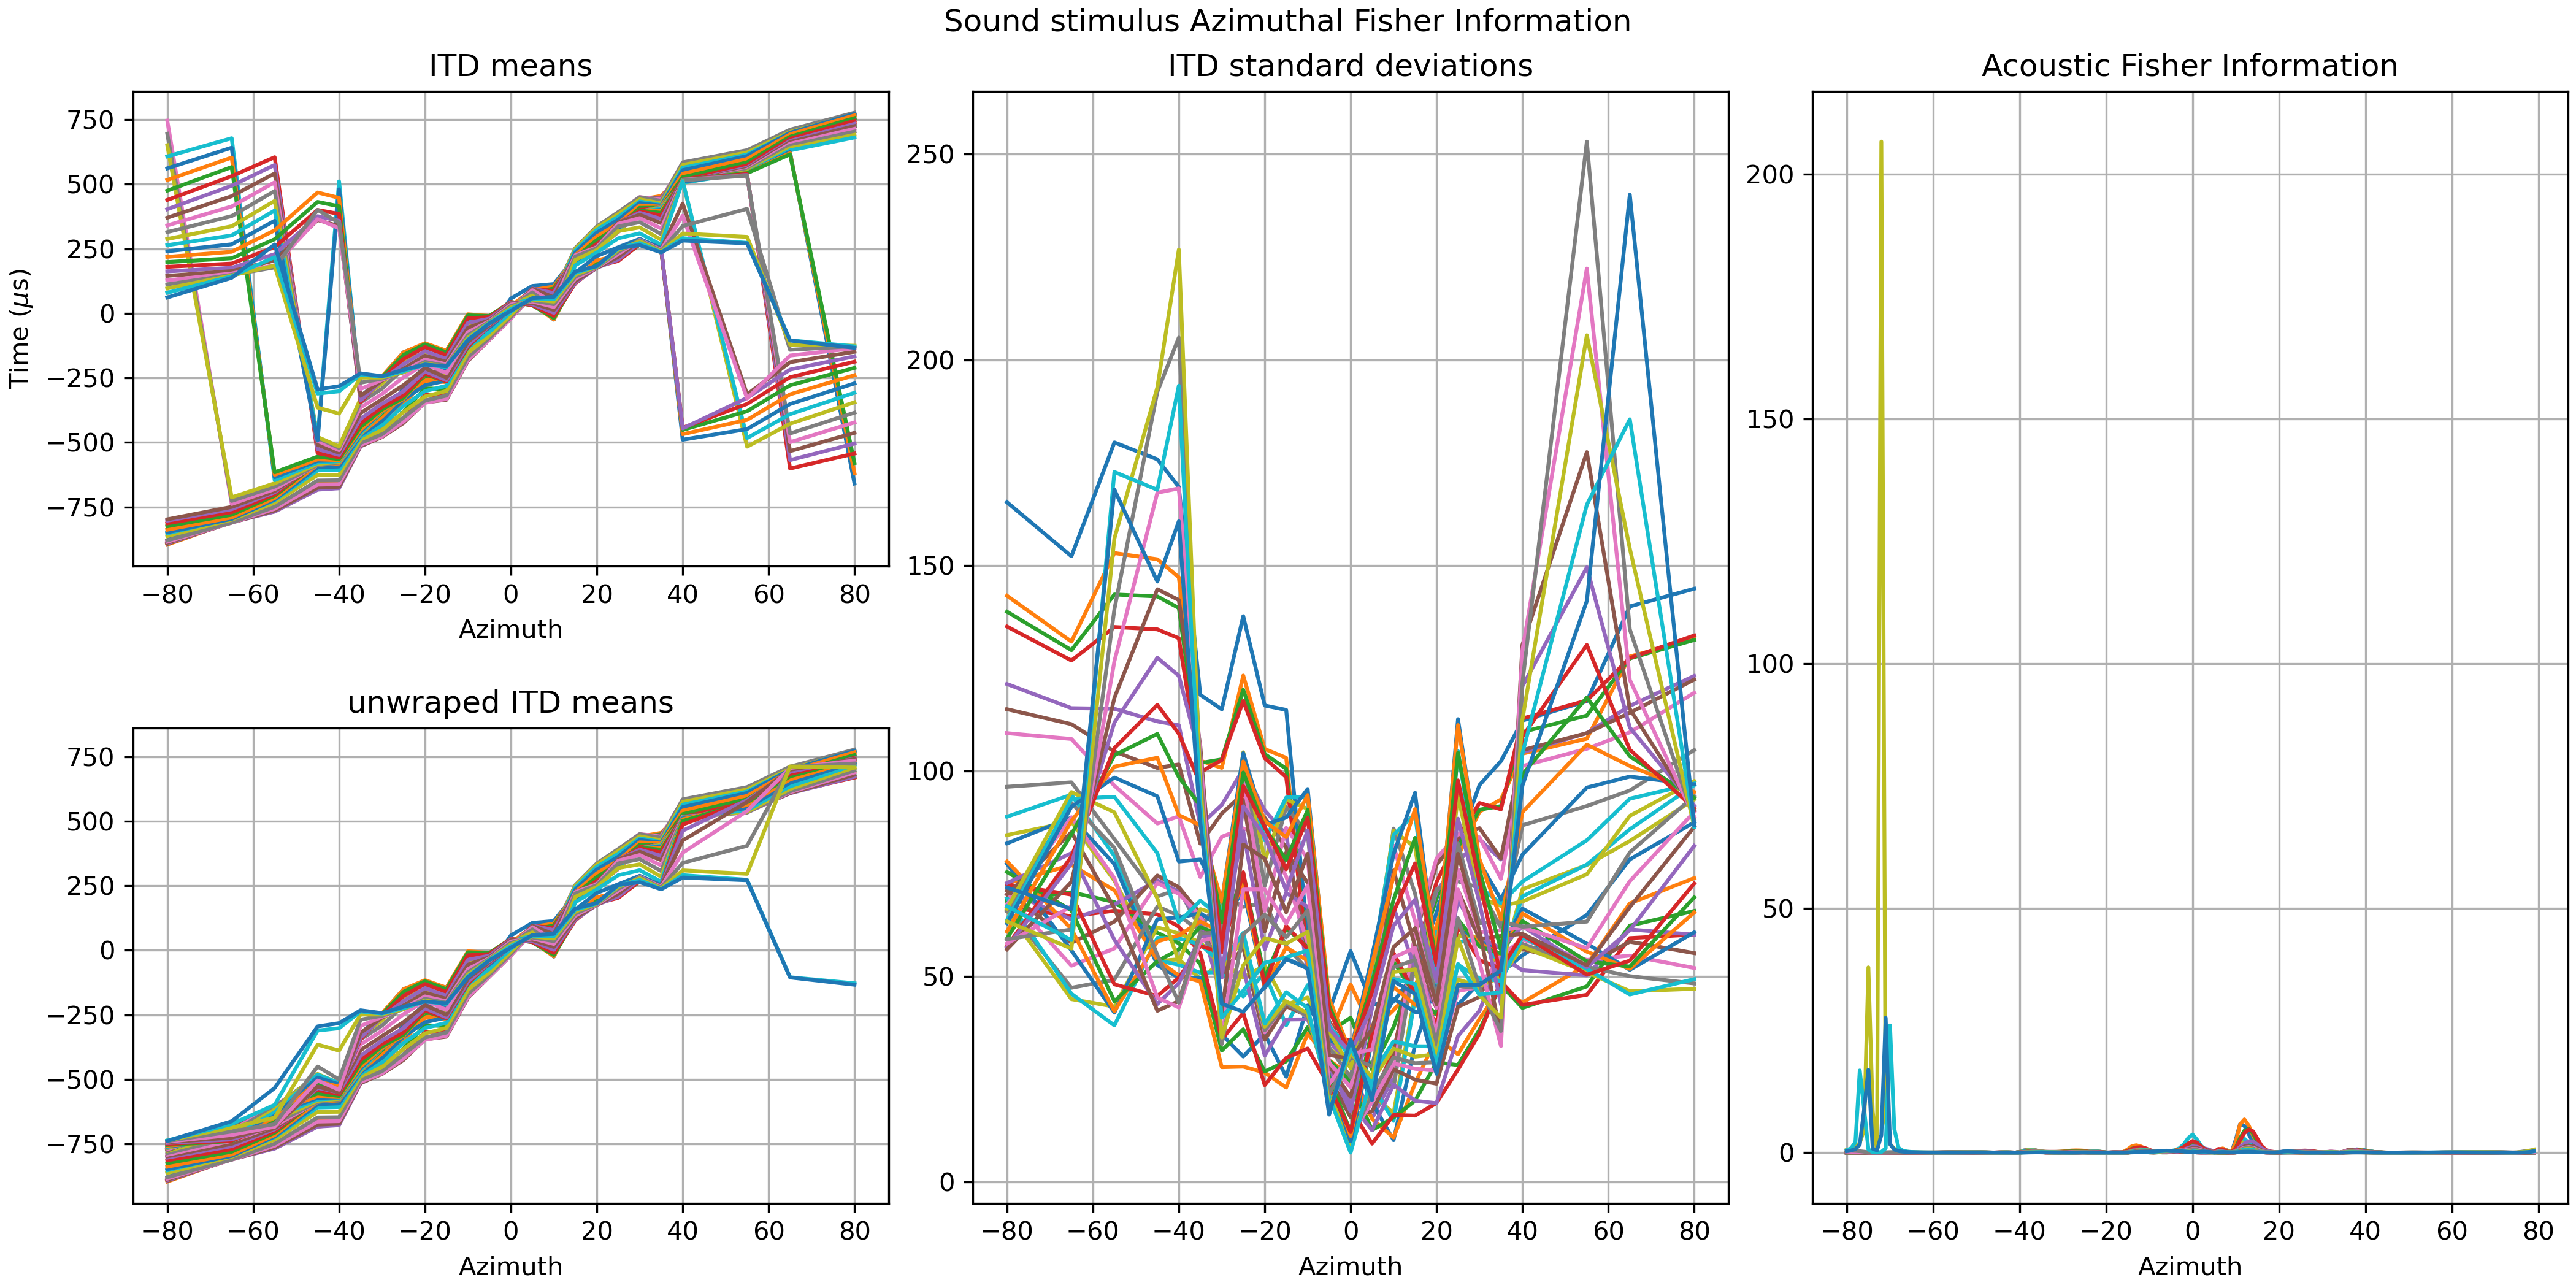 Sound stimulus Azimuthal Fisher Information
ITD means
750
500
250
0
−250
−500
−750
Time (μs)
−80 −60 −40 −20 0 20 40 60 80
Azimuth
unwraped ITD means
750
500
250
0
−250
−500
−750
−80 −60 −40 −20 0 20 40 60 80
Azimuth
ITD standard deviations
250
200
150
100
50
0
−80 −60 −40 −20 0 20 40 60 80
Azimuth
Acoustic Fisher Information
200
150
100
50
0
−80 −60 −40 −20 0 20 40 60 80
Azimuth